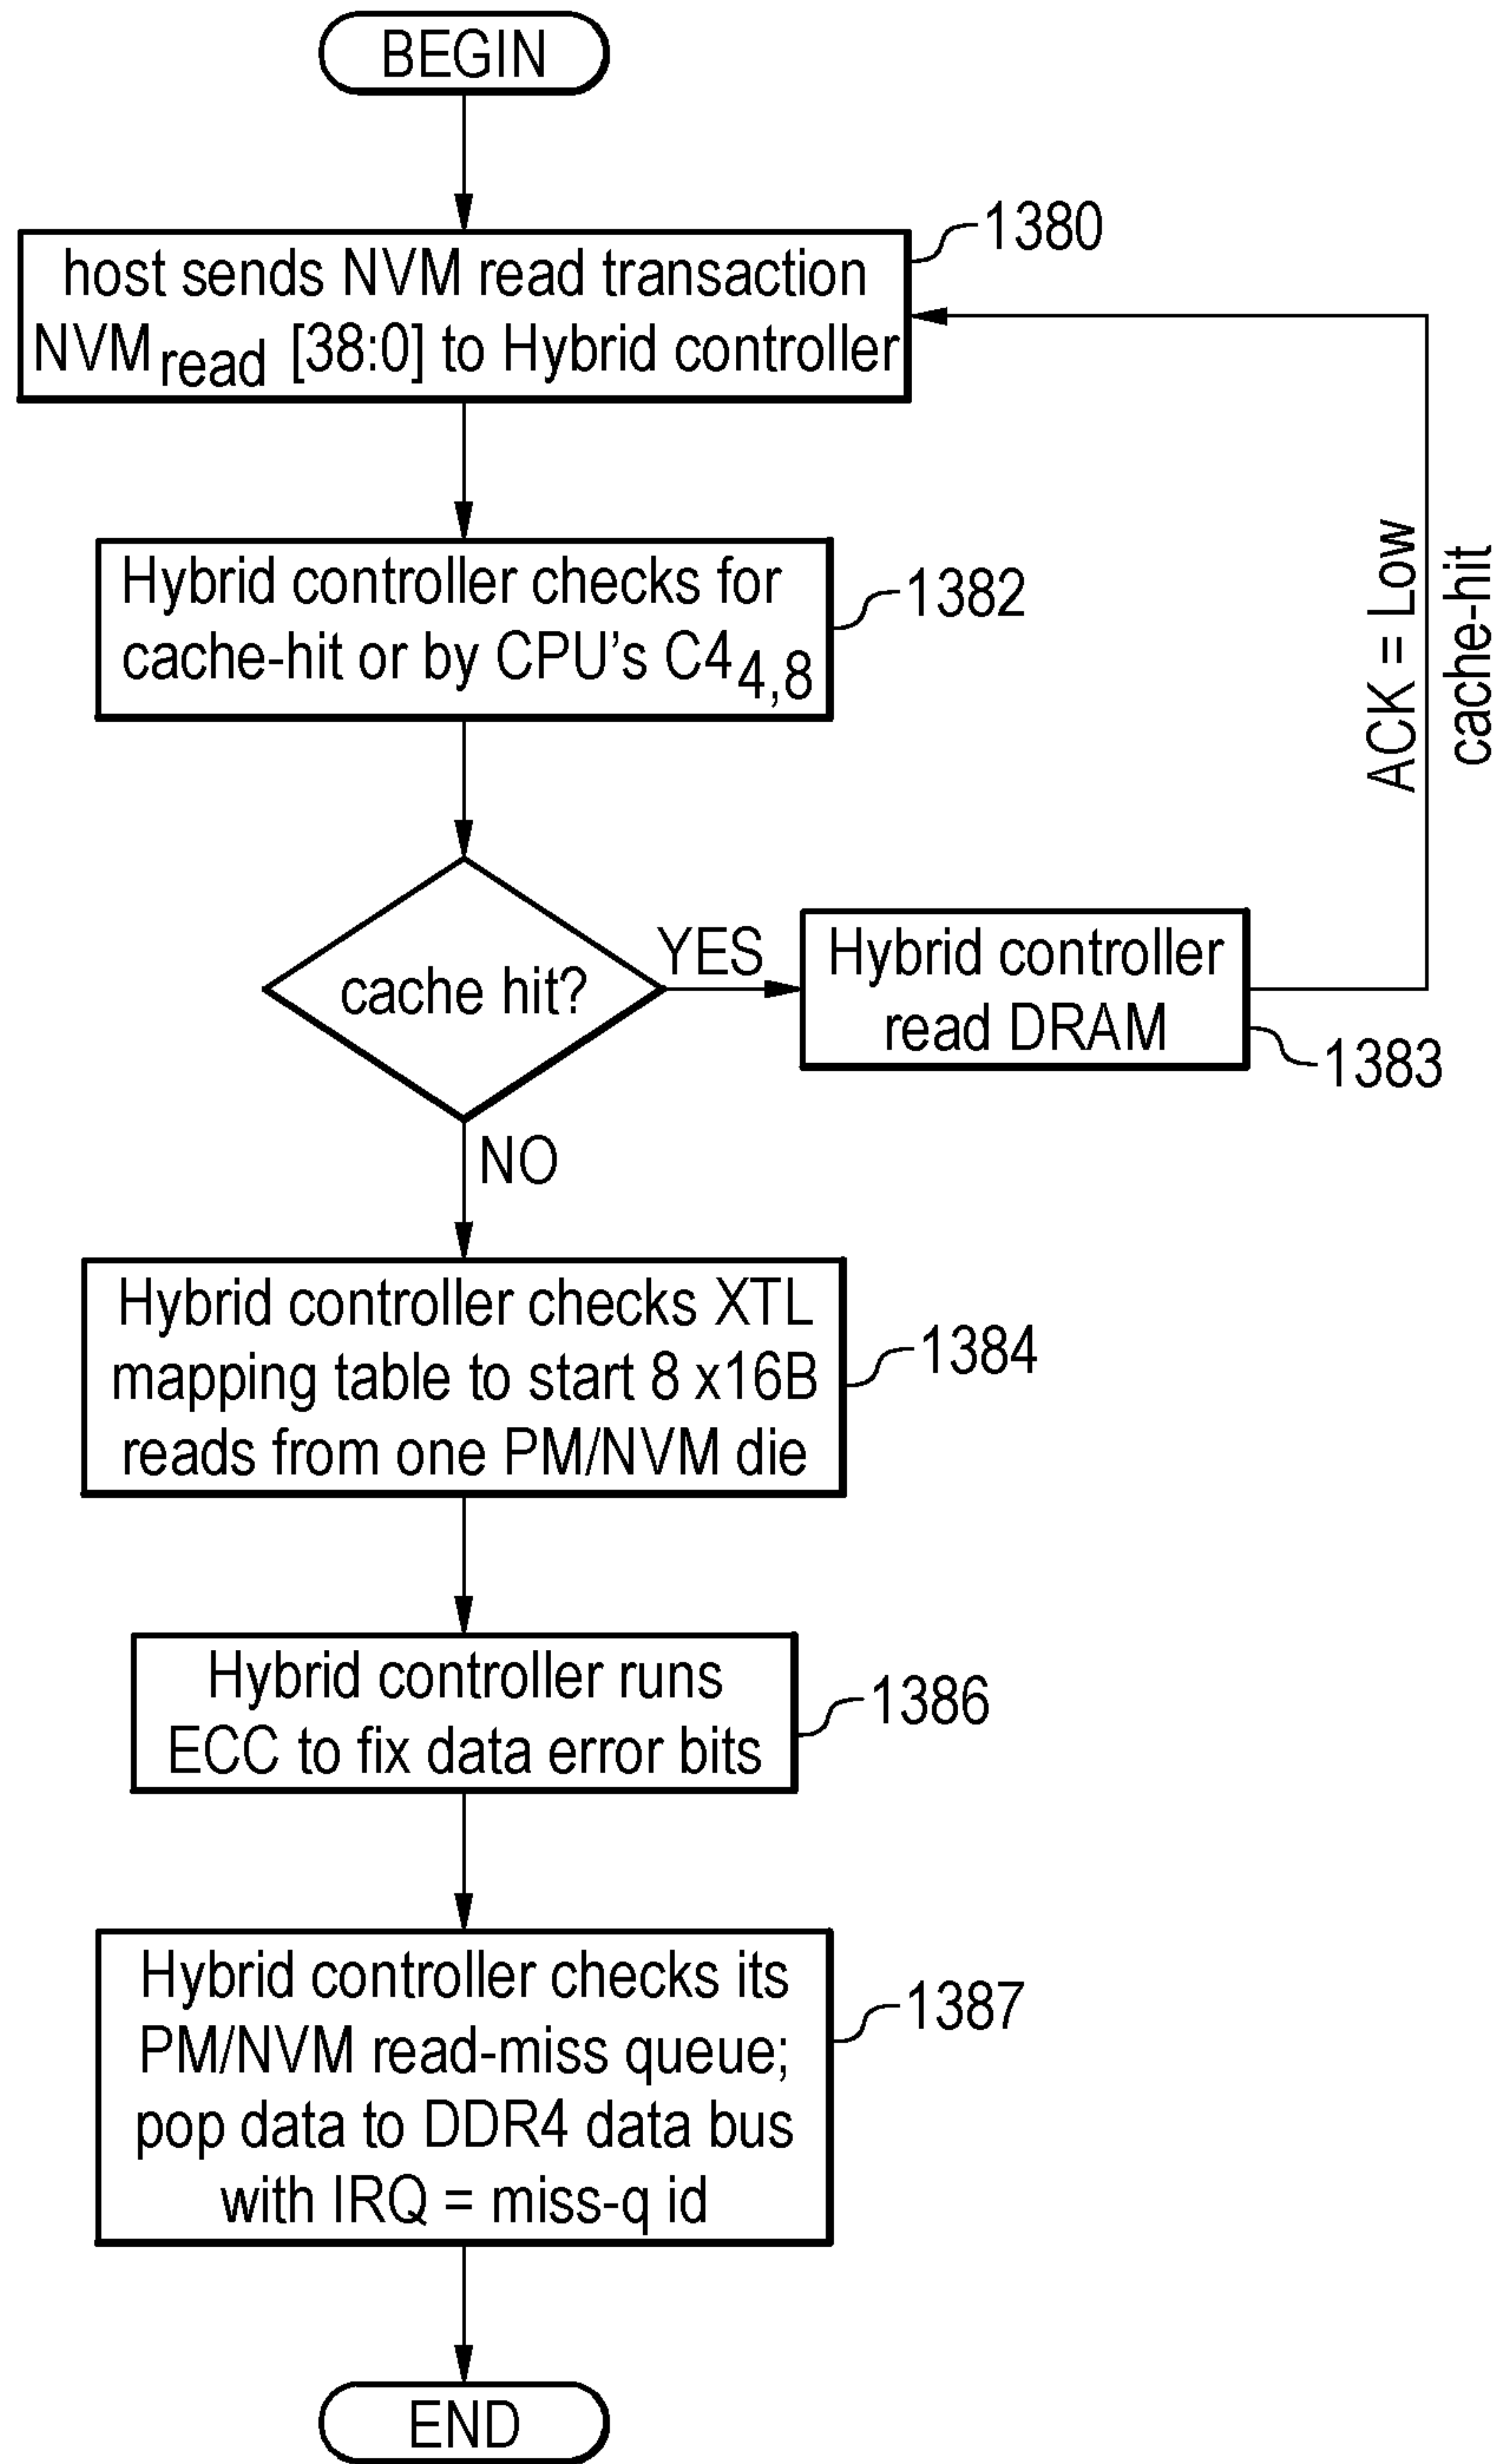 BEGIN
host sends NVM read transaction
NVMread [38:0] to Hybrid controller
1380
Hybrid controller checks for
cache-hit or by CPU's C44,8
1382
ACK = Low
cache-hit
cache hit?
YES
Hybrid controller
read DRAM
1383
NO
Hybrid controller checks XTL
mapping table to start 8 x16B
reads from one PM/NVM die
1384
Hybrid controller runs
ECC to fix data error bits
1386
Hybrid controller checks its
PM/NVM read-miss queue;
pop data to DDR4 data bus
with IRQ = miss-q id
1387
END